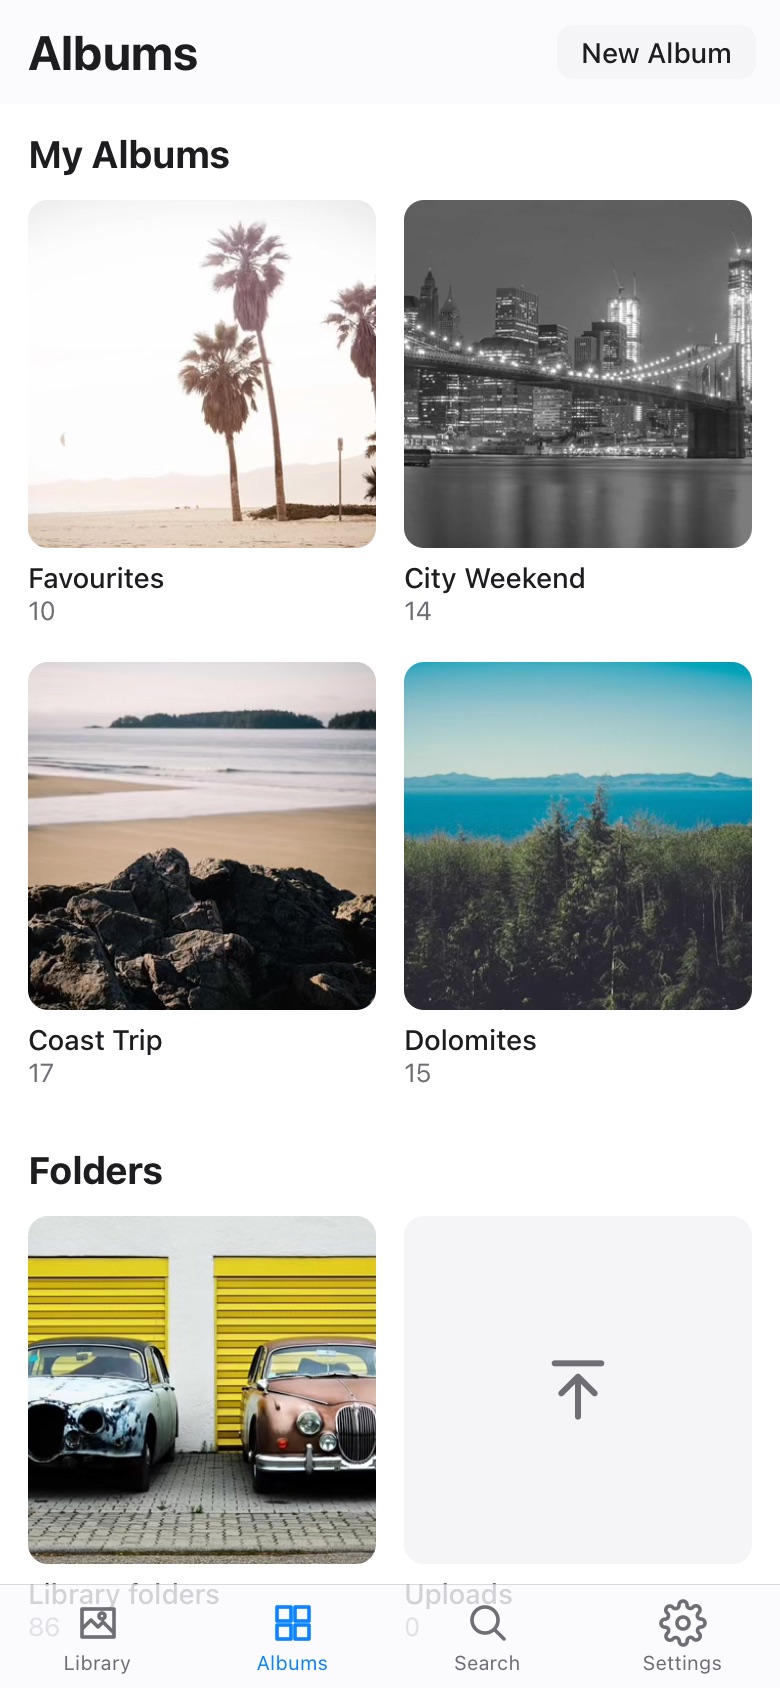 Albums
New Album
My Albums
Favourites
10
City Weekend
14
Coast Trip
17
Dolomites
15
Folders
Library folders
86
Uploads
0
Library
Albums
Search
Settings